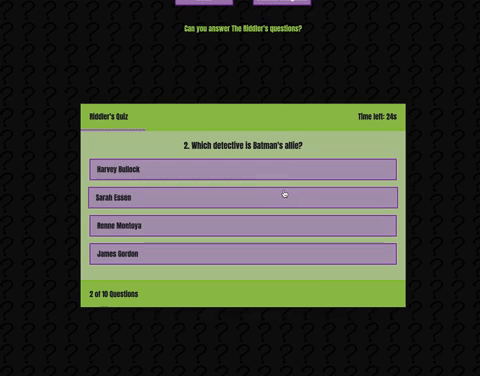 Can you answer The Riddler's questions?
Riddler's Quiz
Time left: 24s
2. Which detective is Batman's allie?
Harvey Bullock
Sarah Essen
Renne Montoya
James Gordon
2 of 10 Questions